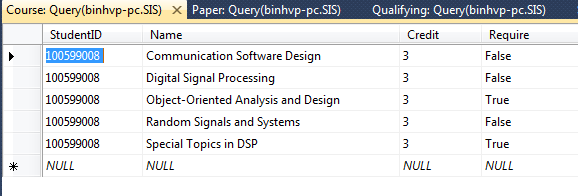 Course: Query(binhvp-pc.SIS) Paper: Query(binhvp-pc.SIS) Qualifying: Query(binhvp-pc.SIS)
StudentID Name Credit Require
100599008 Communication Software Design 3 False
100599008 Digital Signal Processing 3 False
100599008 Object-Oriented Analysis and Design 3 True
100599008 Random Signals and Systems 3 False
100599008 Special Topics in DSP 3 True
NULL NULL NULL NULL